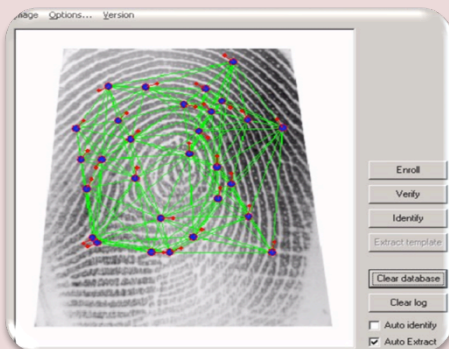 Options... Version
Enroll
Verify
Identify
Extract template
Clear database
Clear log
Auto identify
Auto Extract